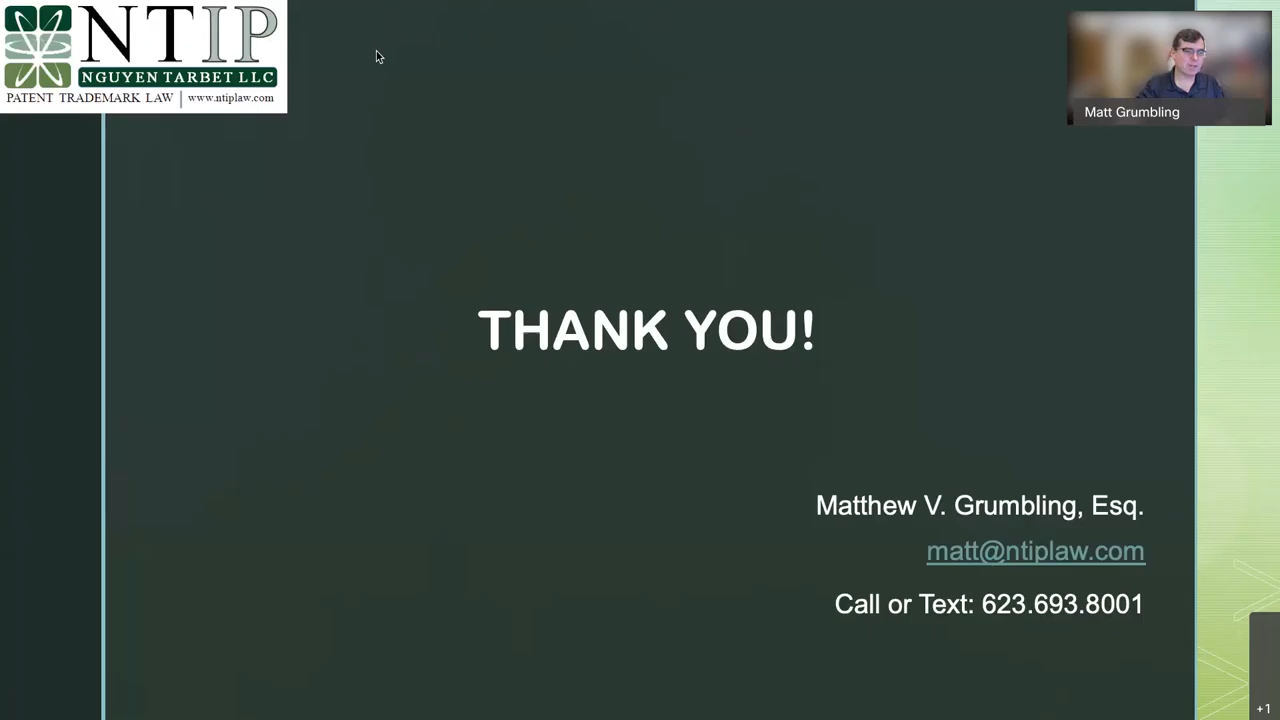 NTIP
NGUYEN TARBET LLC
PATENT TRADEMARK LAW | www.ntiplaw.com
Matt Grumbling
THANK YOU!
Matthew V. Grumbling, Esq.
matt@ntiplaw.com
Call or Text: 623.693.8001
+1